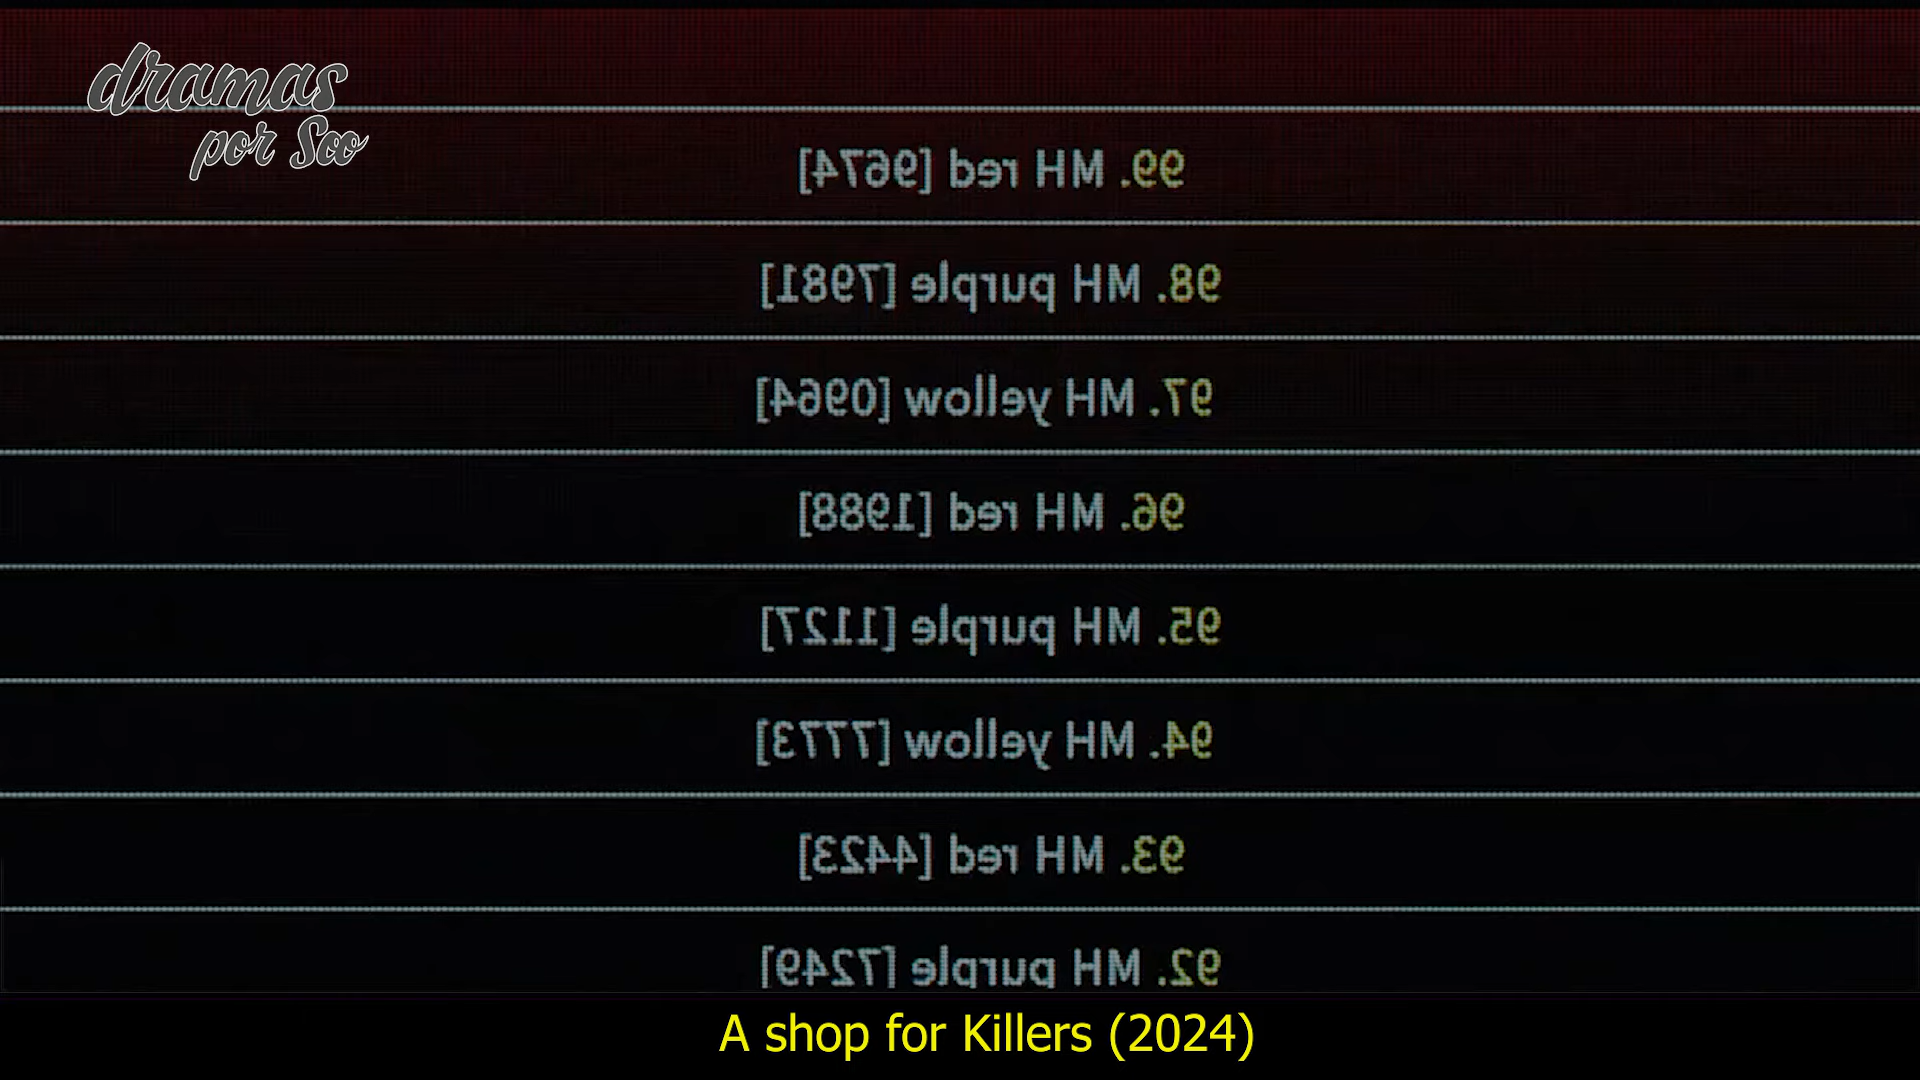 dramas
por Soo
99. MH red [9674]
98. MH purple [7981]
97. MH yellow [0964]
96. MH red [1988]
95. MH purple [1127]
94. MH yellow [7773]
93. MH red [4423]
92. MH purple [7249]
A shop for Killers (2024)